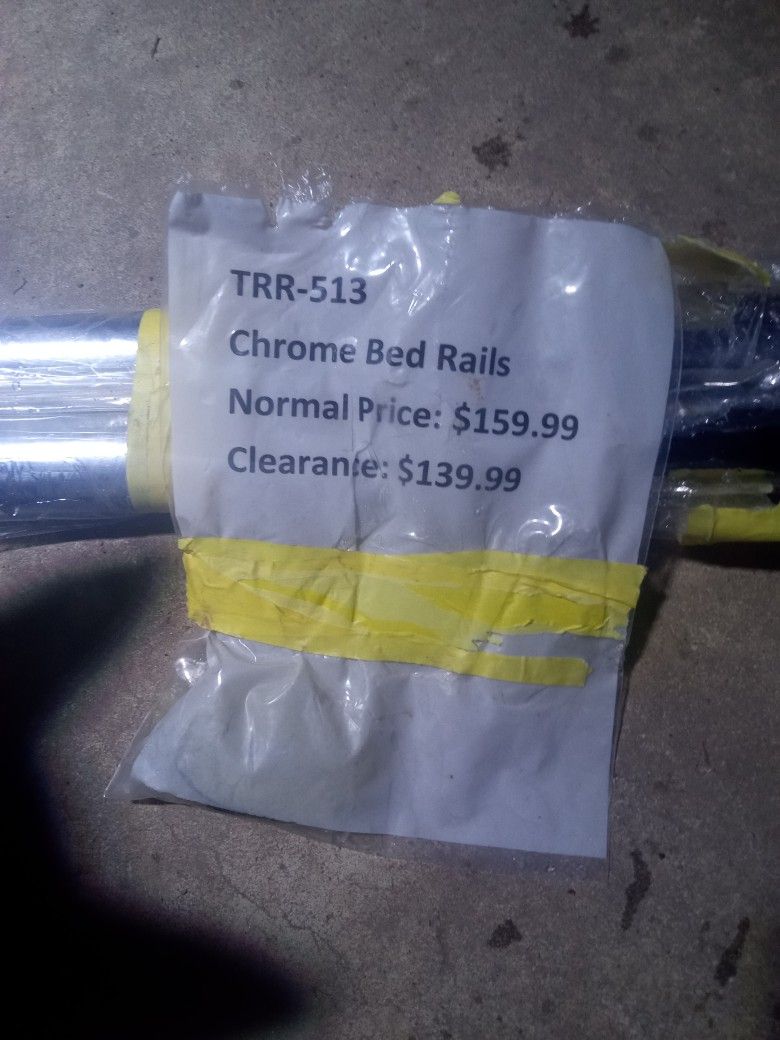 TRR-513
Chrome Bed Rails
Normal Price: $159.99
Clearance: $139.99